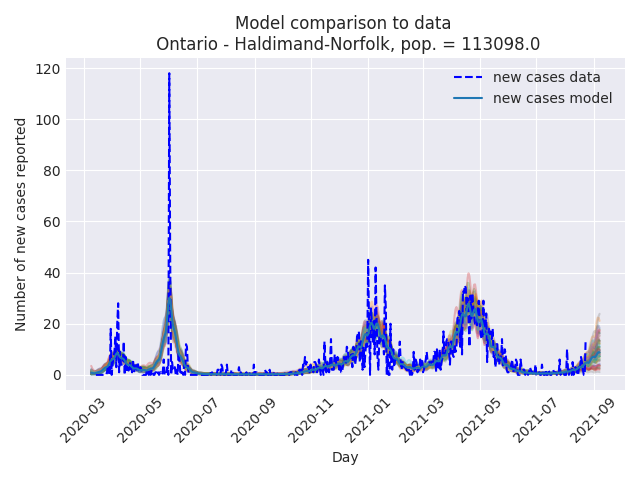 Model comparison to data
Ontario - Haldimand-Norfolk, pop. = 113098.0
new cases data
new cases model
Number of new cases reported
120
100
80
60
40
20
0
2020-03
2020-05
2020-07
2020-09
2020-11
2021-01
2021-03
2021-05
2021-07
2021-09
Day